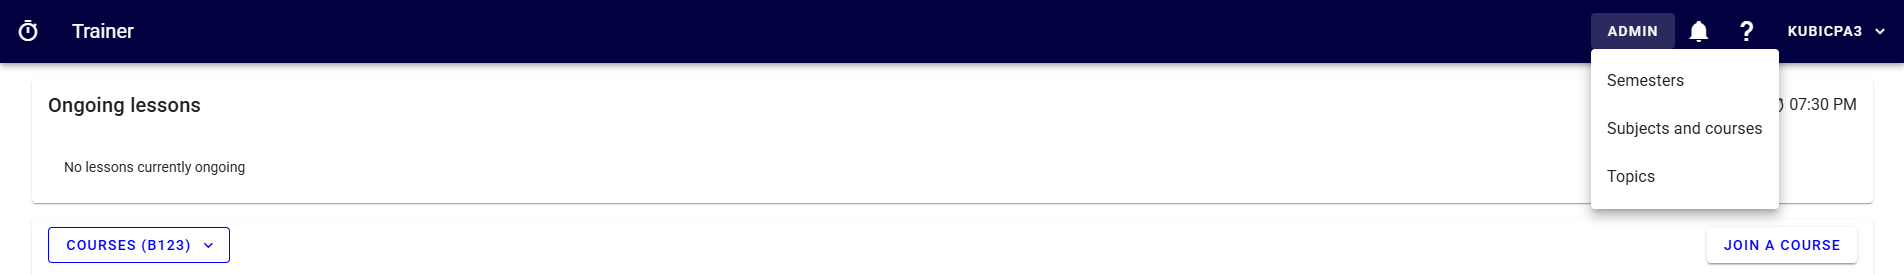 Trainer
ADMIN
?
KUBICPA3
Semesters
Subjects and courses
Topics
Ongoing lessons
07:30 PM
No lessons currently ongoing
COURSES (B123)
JOIN A COURSE